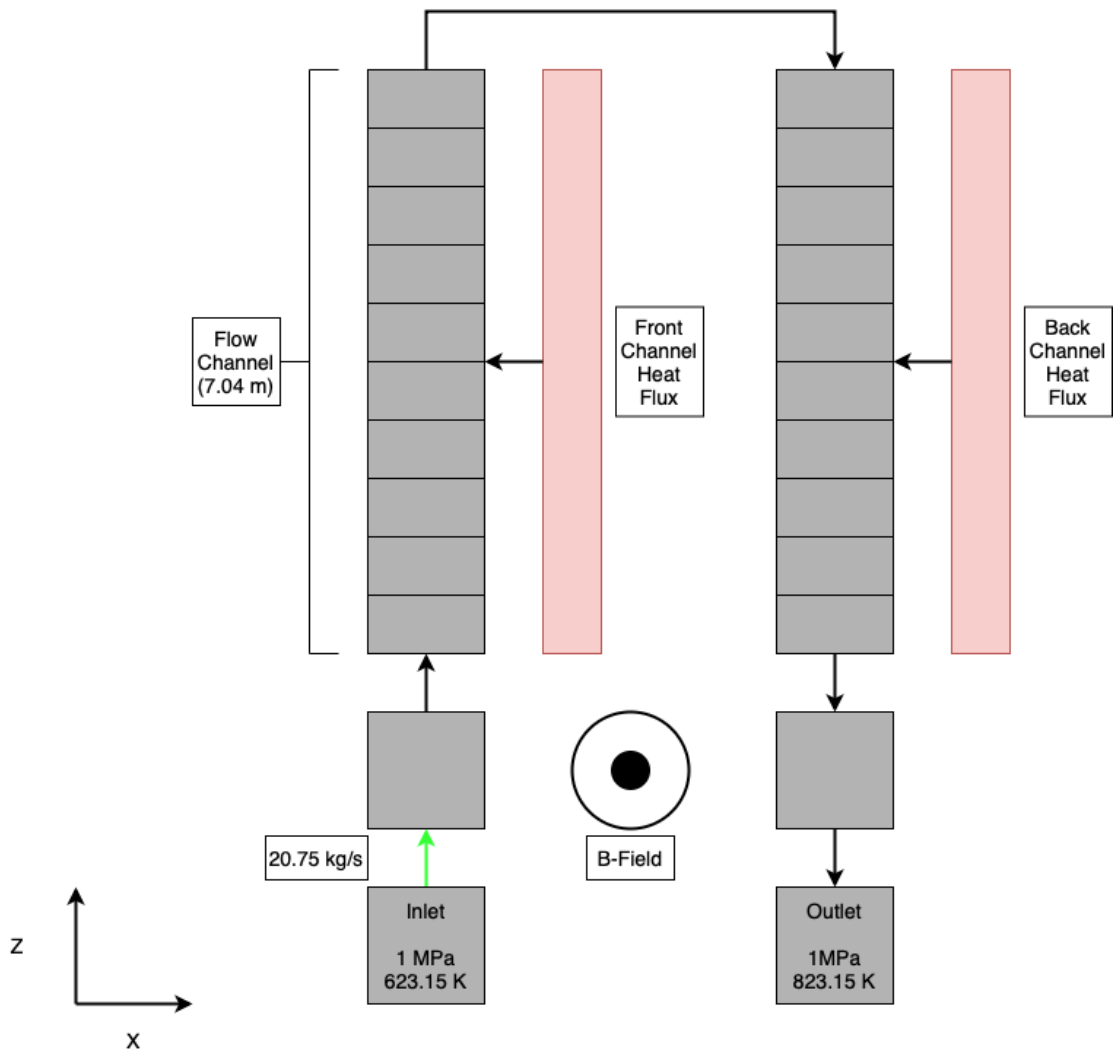 Flow
Channel
(7.04 m)
Front
Channel
Heat
Flux
Back
Channel
Heat
Flux
20.75 kg/s
B-Field
Inlet
1 MPa
623.15 K
Outlet
1MPa
823.15 K
z
x